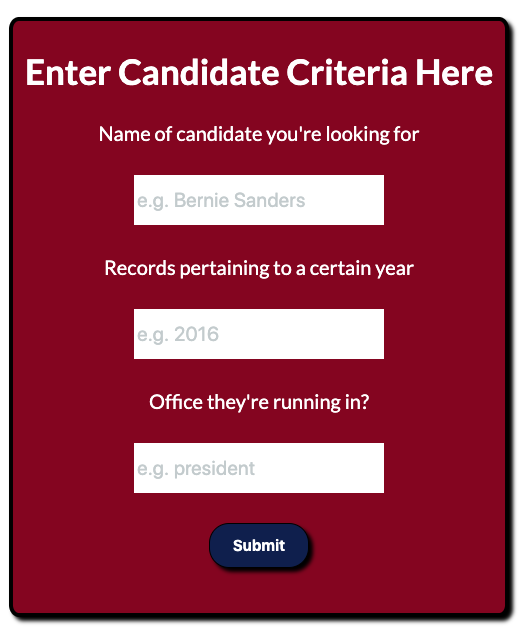 Enter Candidate Criteria Here
Name of candidate you're looking for
e.g. Bernie Sanders
Records pertaining to a certain year
e.g. 2016
Office they're running in?
e.g. president
Submit